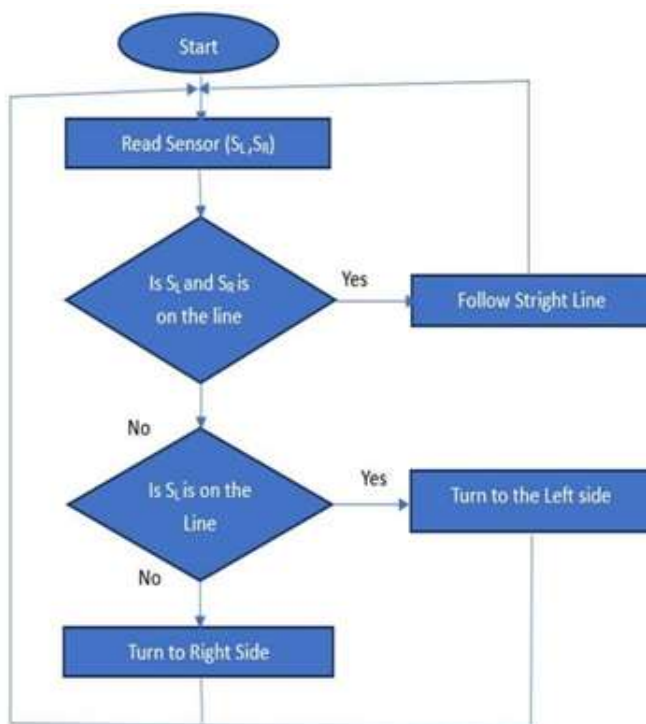 Start
Read Sensor (SL,SR)
Is SL and SR is
on the line
Yes
Follow Stright Line
No
Is SL is on the
Line
Yes
Turn to the Left side
No
Turn to Right Side